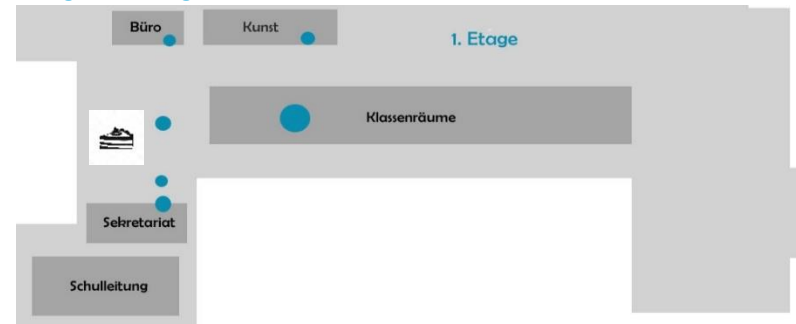 Büro
Kunst
1. Etage
Klassenräume
Sekretariat
Schulleitung